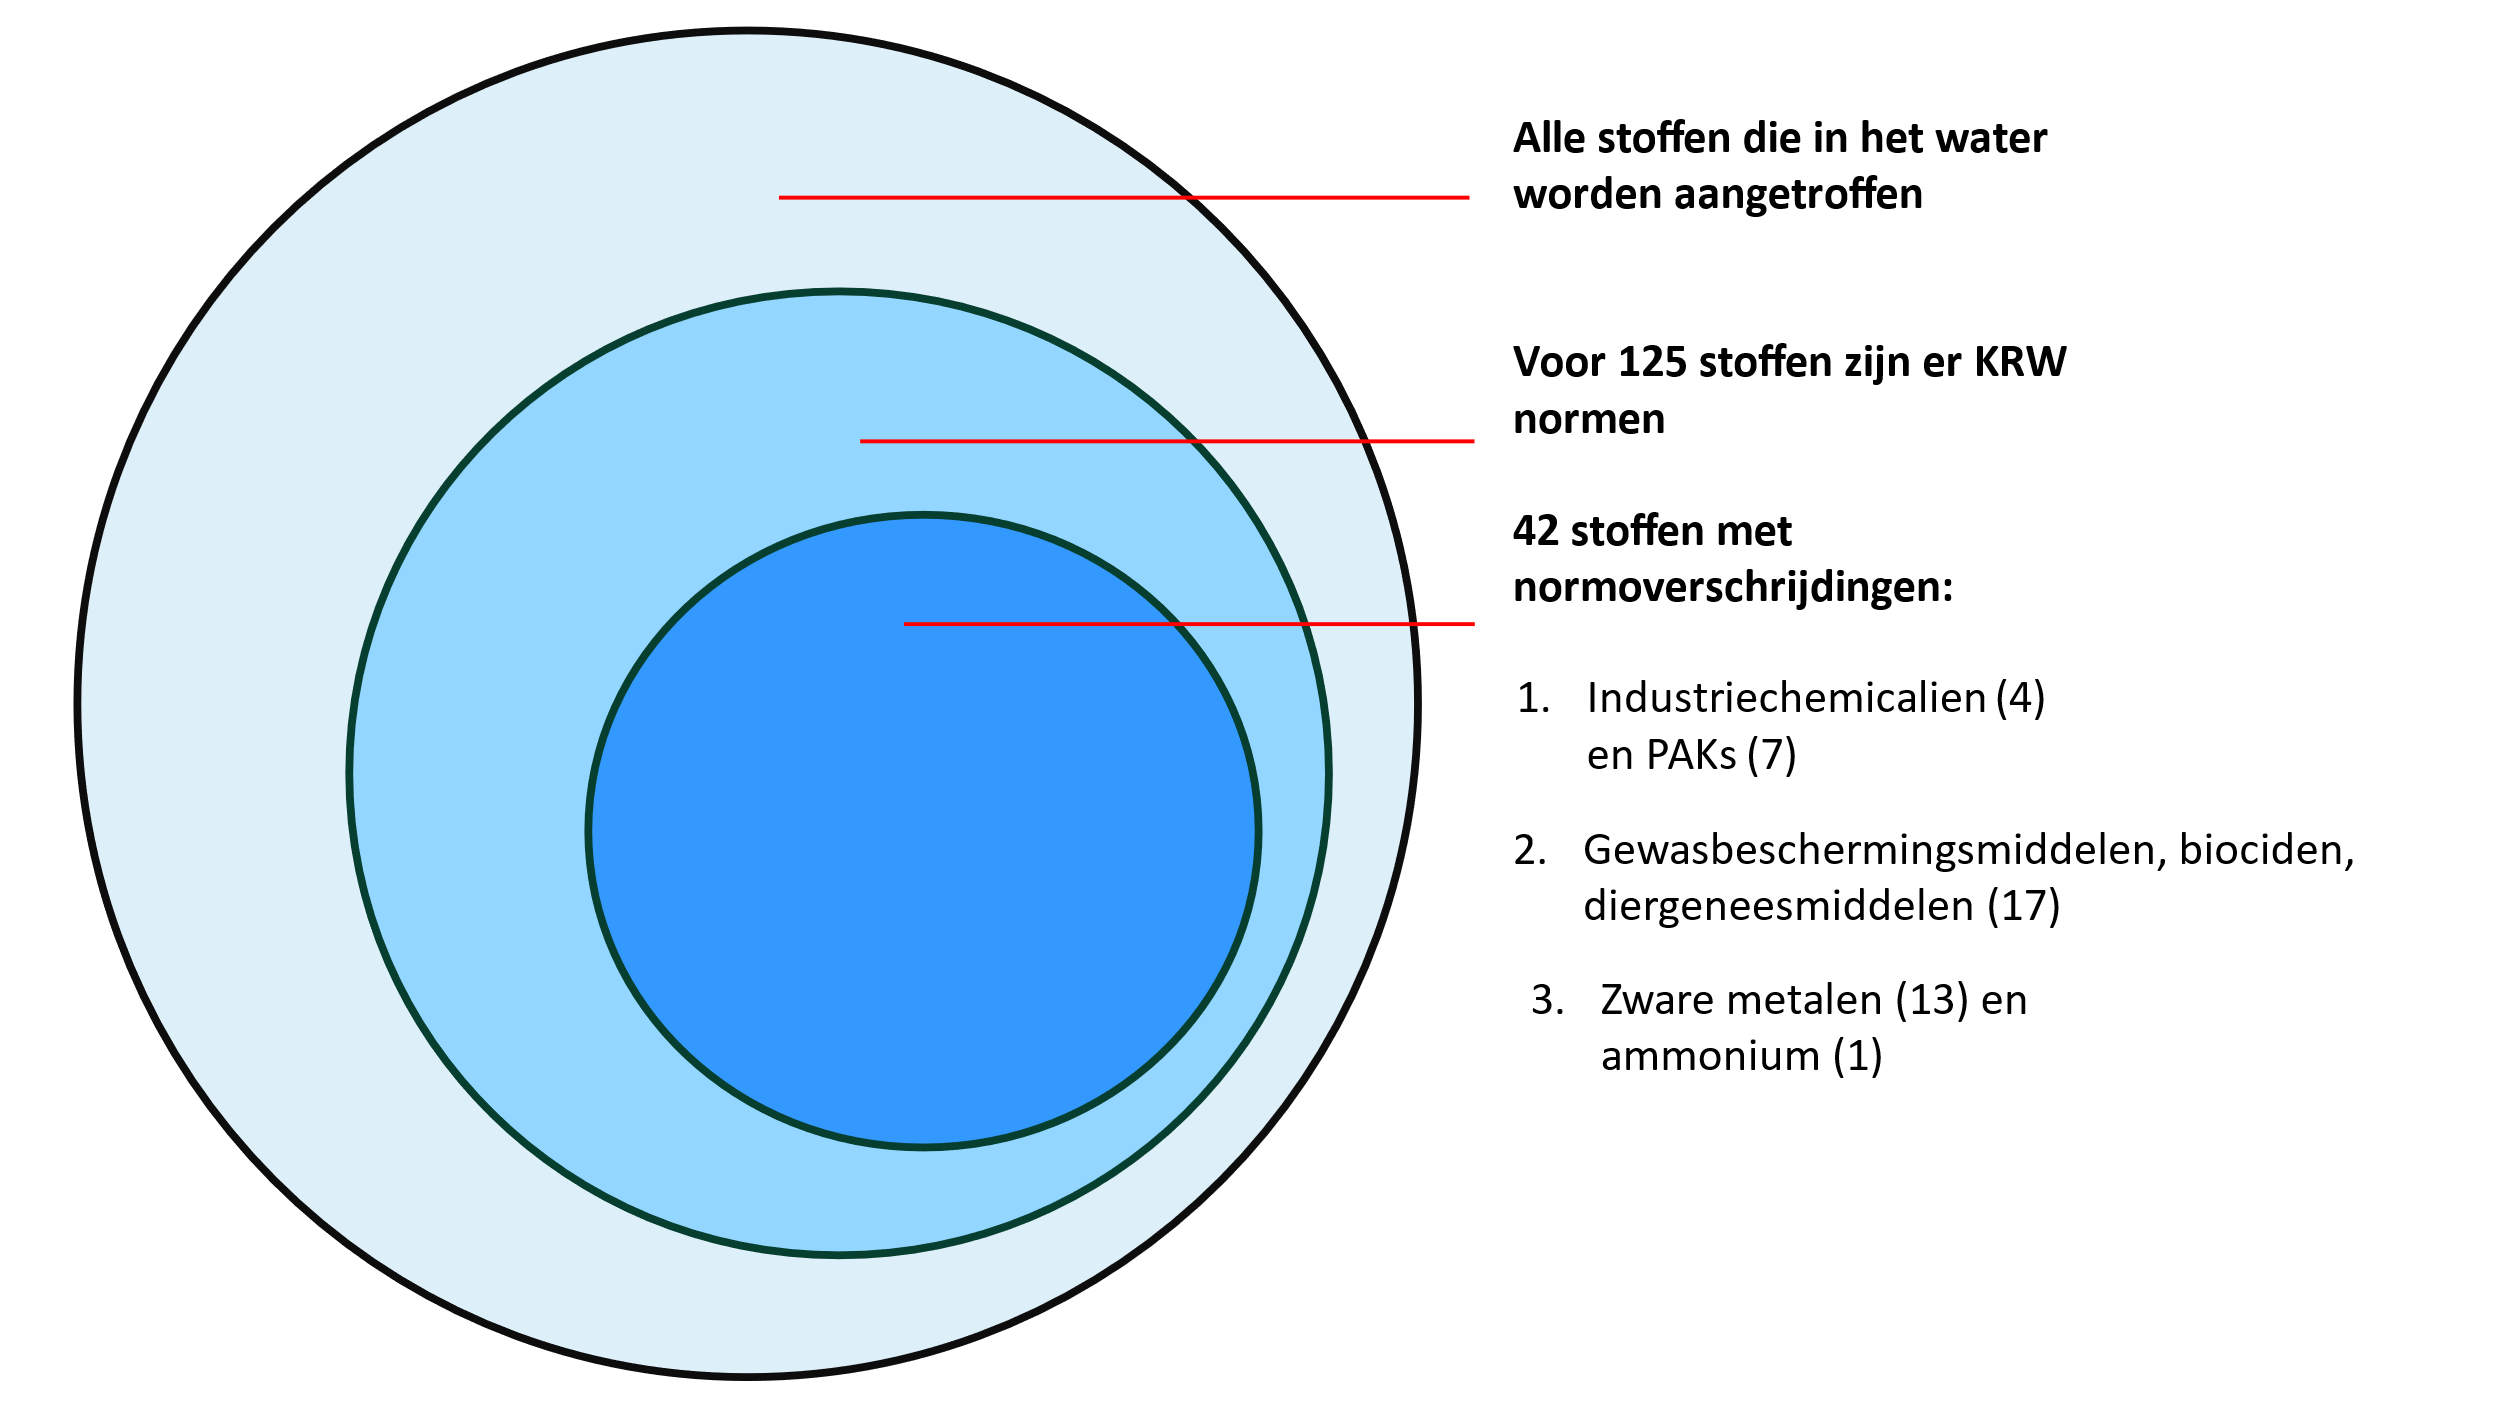 Alle stoffen die in het water
worden aangetroffen
Voor 125 stoffen zijn er KRW
normen
42 stoffen met
normoverschrijdingen:
1. Industriechemicalien (4)
en PAKs (7)
2. Gewasbeschermingsmiddelen, biociden,
diergeneesmiddelen (17)
3. Zware metalen (13) en
ammonium (1)